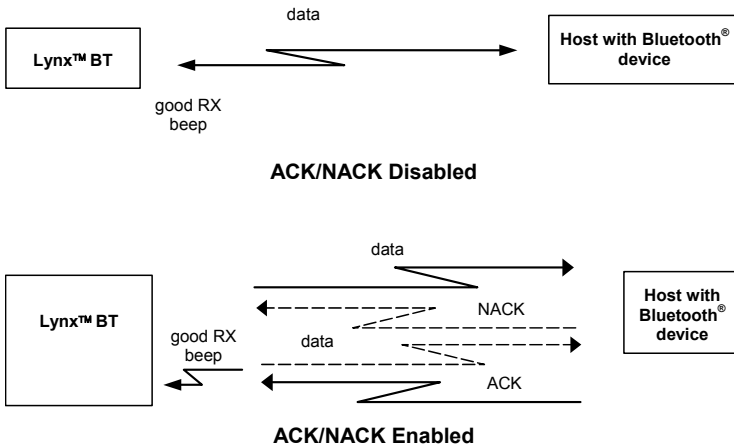 data
Lynx™ BT
Host with Bluetooth®
device
good RX
beep
ACK/NACK Disabled
data
Lynx™ BT
Host with
Bluetooth®
device
NACK
good RX
beep
data
ACK
ACK/NACK Enabled